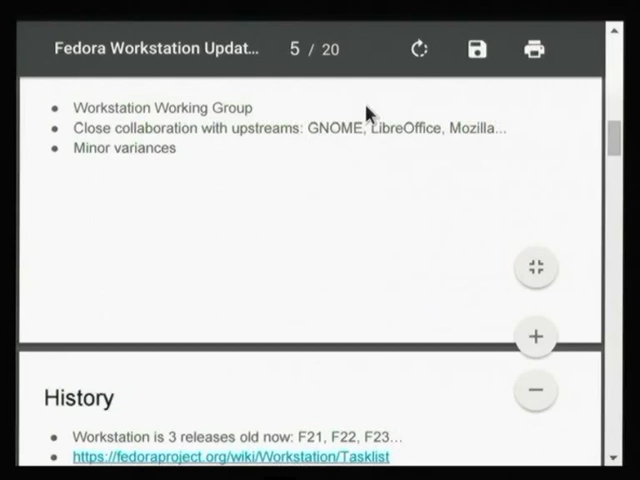 Fedora Workstation Updat... 5 / 20
Workstation Working Group
Close collaboration with upstreams: GNOME, LibreOffice, Mozilla...
Minor variances
History
Workstation is 3 releases old now: F21, F22, F23...
https://fedoraproject.org/wiki/Workstation/Tasklist